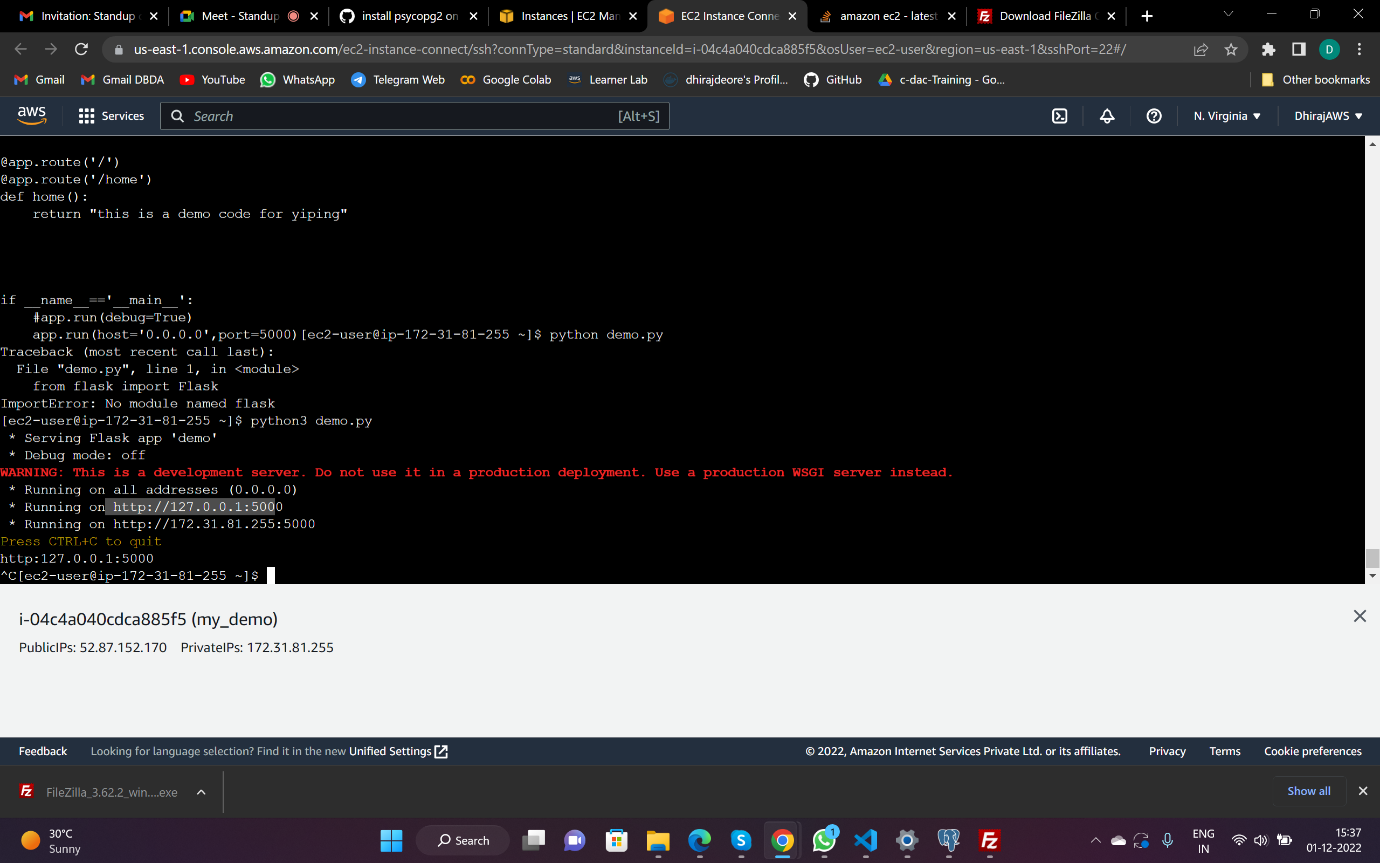 Invitation: Standup
Meet - Standup
install psycopg2 on
Instances | EC2 Man
EC2 Instance Conne
amazon ec2 - latest
Download FileZilla
us-east-1.console.aws.amazon.com/ec2-instance-connect/ssh?connType=standard&instanceId=i-04c4a040cdca885f5&osUser=ec2-user&region=us-east-1&sshPort=22#/
D
Gmail
Gmail DBDA
YouTube
WhatsApp
Telegram Web
Google Colab
aws
Learner Lab
dhirajdeore's Profil...
GitHub
c-dac-Training - Go...
Other bookmarks
aws
Services
Search
[Alt+S]
N. Virginia
DhirajAWS
@app.route('/')
@app.route('/home')
def home():
    return "this is a demo code for yiping"
if __name__=='__main__':
    #app.run(debug=True)
    app.run(host='0.0.0.0',port=5000)[ec2-user@ip-172-31-81-255 ~]$ python demo.py
Traceback (most recent call last):
  File "demo.py", line 1, in <module>
    from flask import Flask
ImportError: No module named flask
[ec2-user@ip-172-31-81-255 ~]$ python3 demo.py
 * Serving Flask app 'demo'
 * Debug mode: off
WARNING: This is a development server. Do not use it in a production deployment. Use a production WSGI server instead.
 * Running on all addresses (0.0.0.0)
 * Running on http://127.0.0.1:5000
 * Running on http://172.31.81.255:5000
Press CTRL+C to quit
http:127.0.0.1:5000
^C[ec2-user@ip-172-31-81-255 ~]$
i-04c4a040cdca885f5 (my_demo)
PublicIPs: 52.87.152.170 PrivateIPs: 172.31.81.255
Feedback
Looking for language selection? Find it in the new Unified Settings
© 2022, Amazon Internet Services Private Ltd. or its affiliates.
Privacy
Terms
Cookie preferences
FileZilla_3.62.2_win....exe
Show all
30°C
Sunny
Search
1
ENG
IN
15:37
01-12-2022